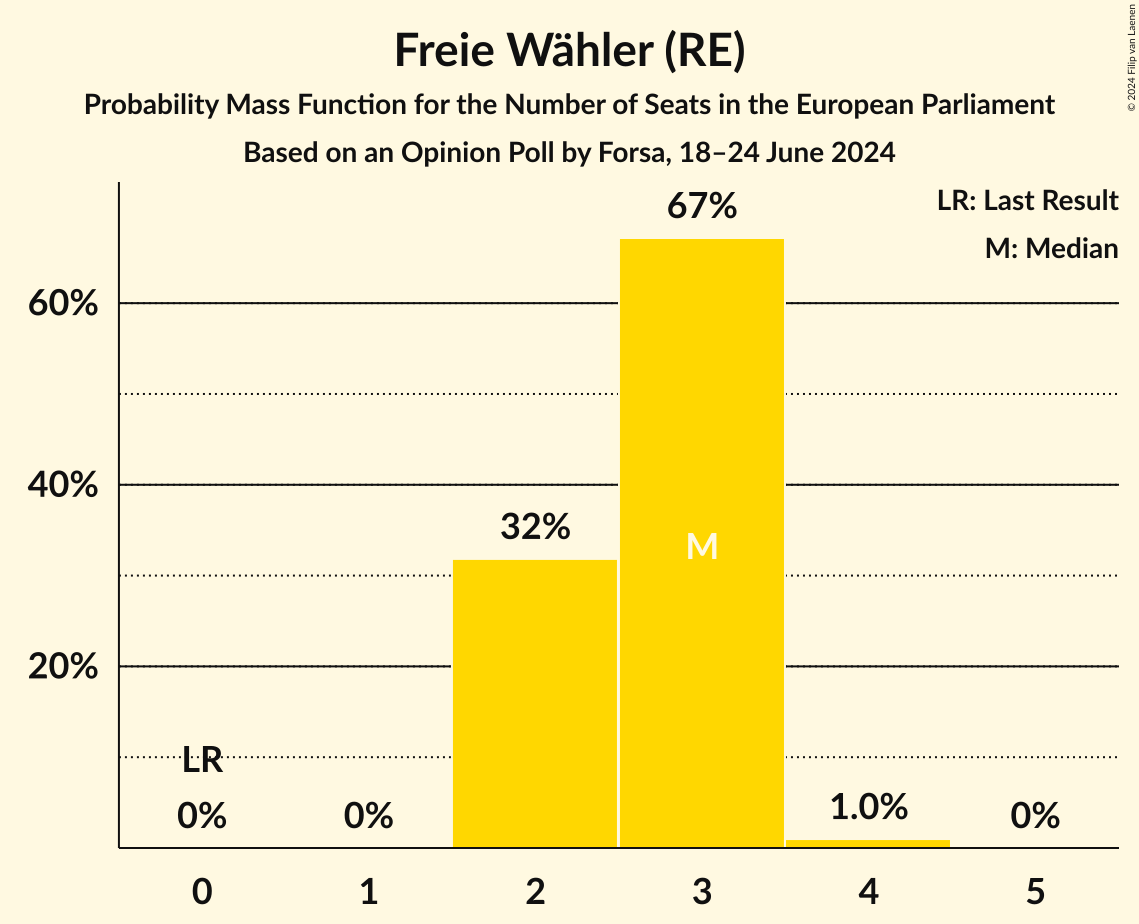 Freie Wähler (RE)
Probability Mass Function for the Number of Seats in the European Parliament
Based on an Opinion Poll by Forsa, 18–24 June 2024
© 2024 Filip van Laenen
LR: Last Result
M: Median
67%
60%
40%
32%
M
20%
LR
0%
0%
1.0%
0%
0
1
2
3
4
5